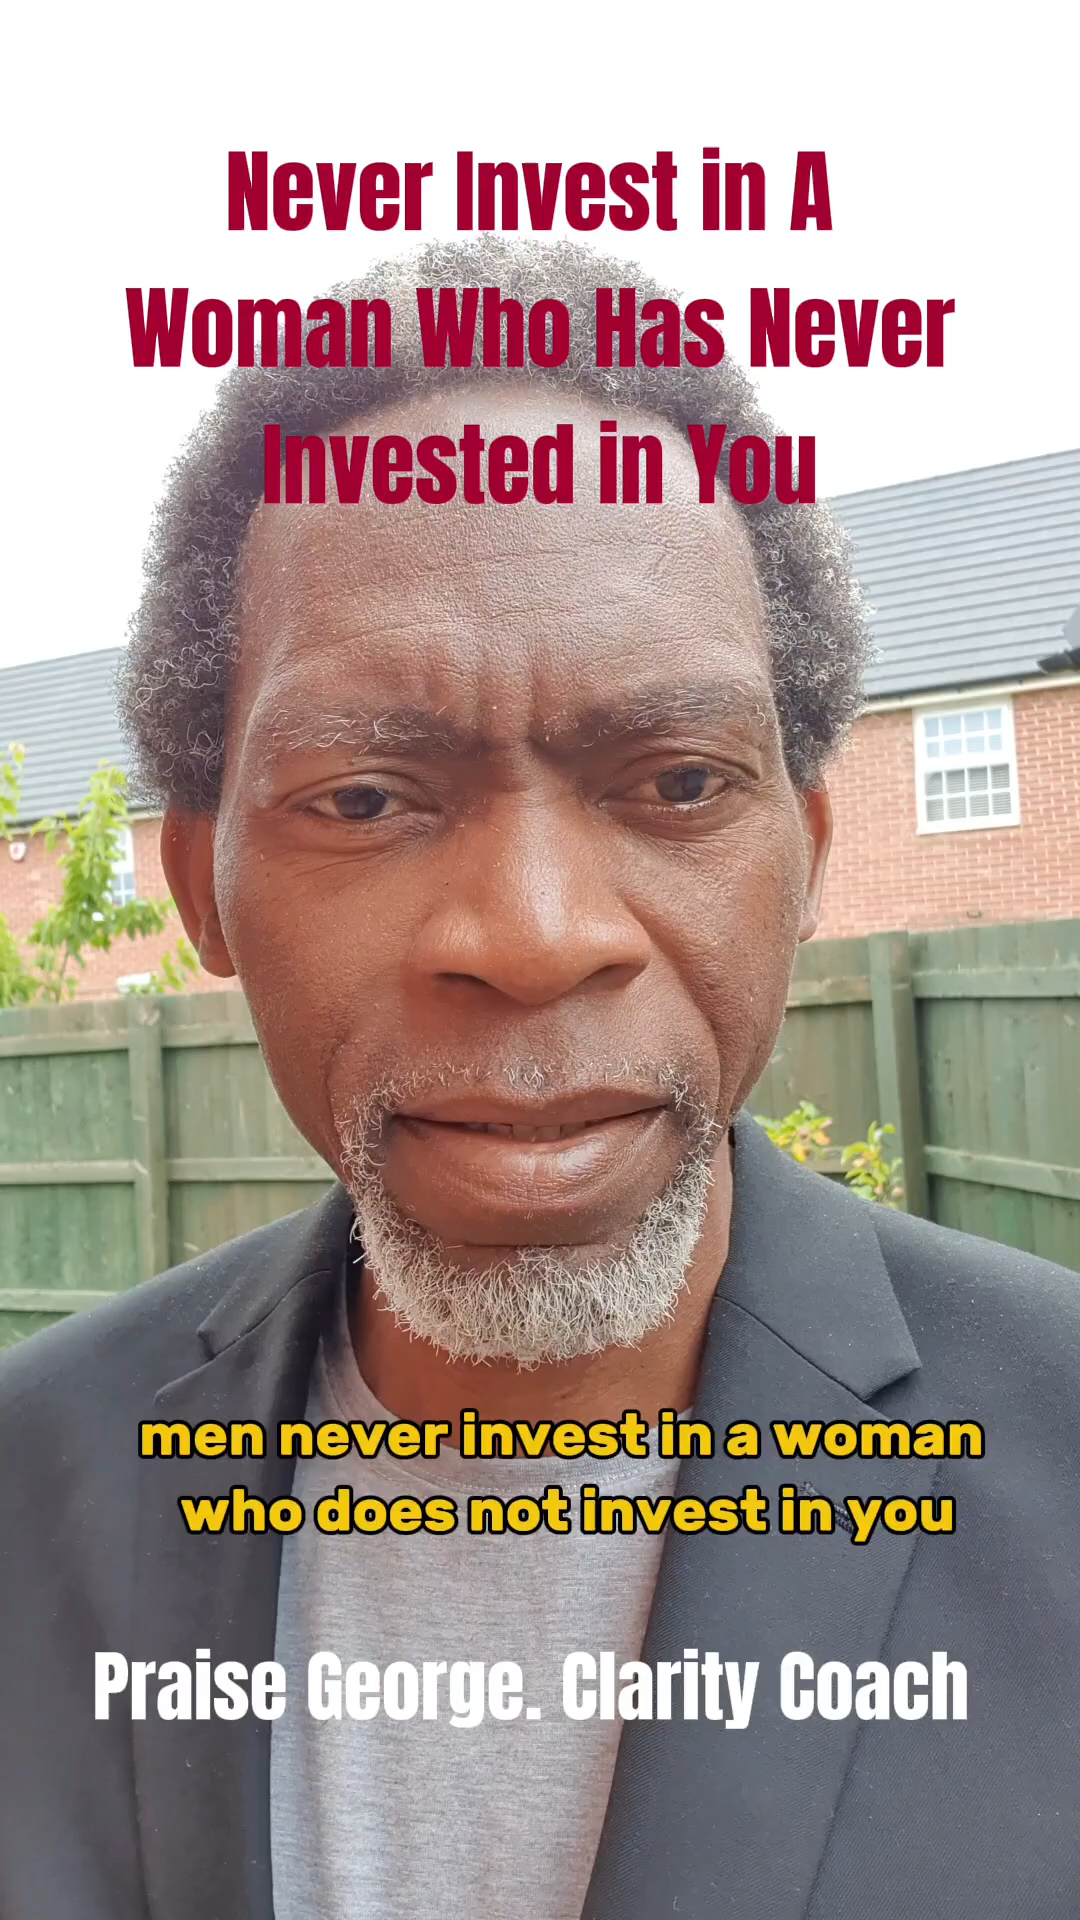 Never Invest in A
Woman Who Has Never
Invested in You
men never invest in a woman
who does not invest in you
Praise George. Clarity Coach